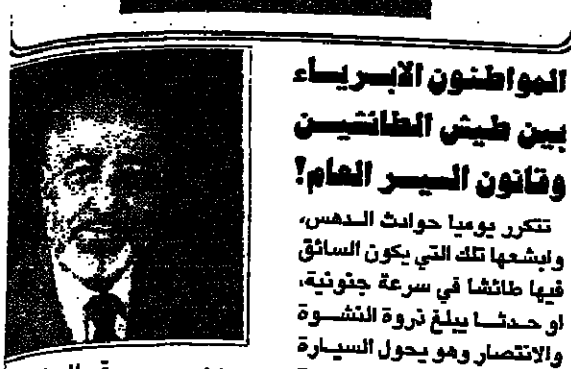 المواطنون الابرياء
بين طيش الطائشين
وقانون السير العام؟
تتكرر يوميا حوادث الدهس،
وابشعها تلك التي يكون السائق
فيها طائشا في سرعة جنونية،
او حدثا يبلغ ذروة النشوة
والانتصار وهو يحول السيارة